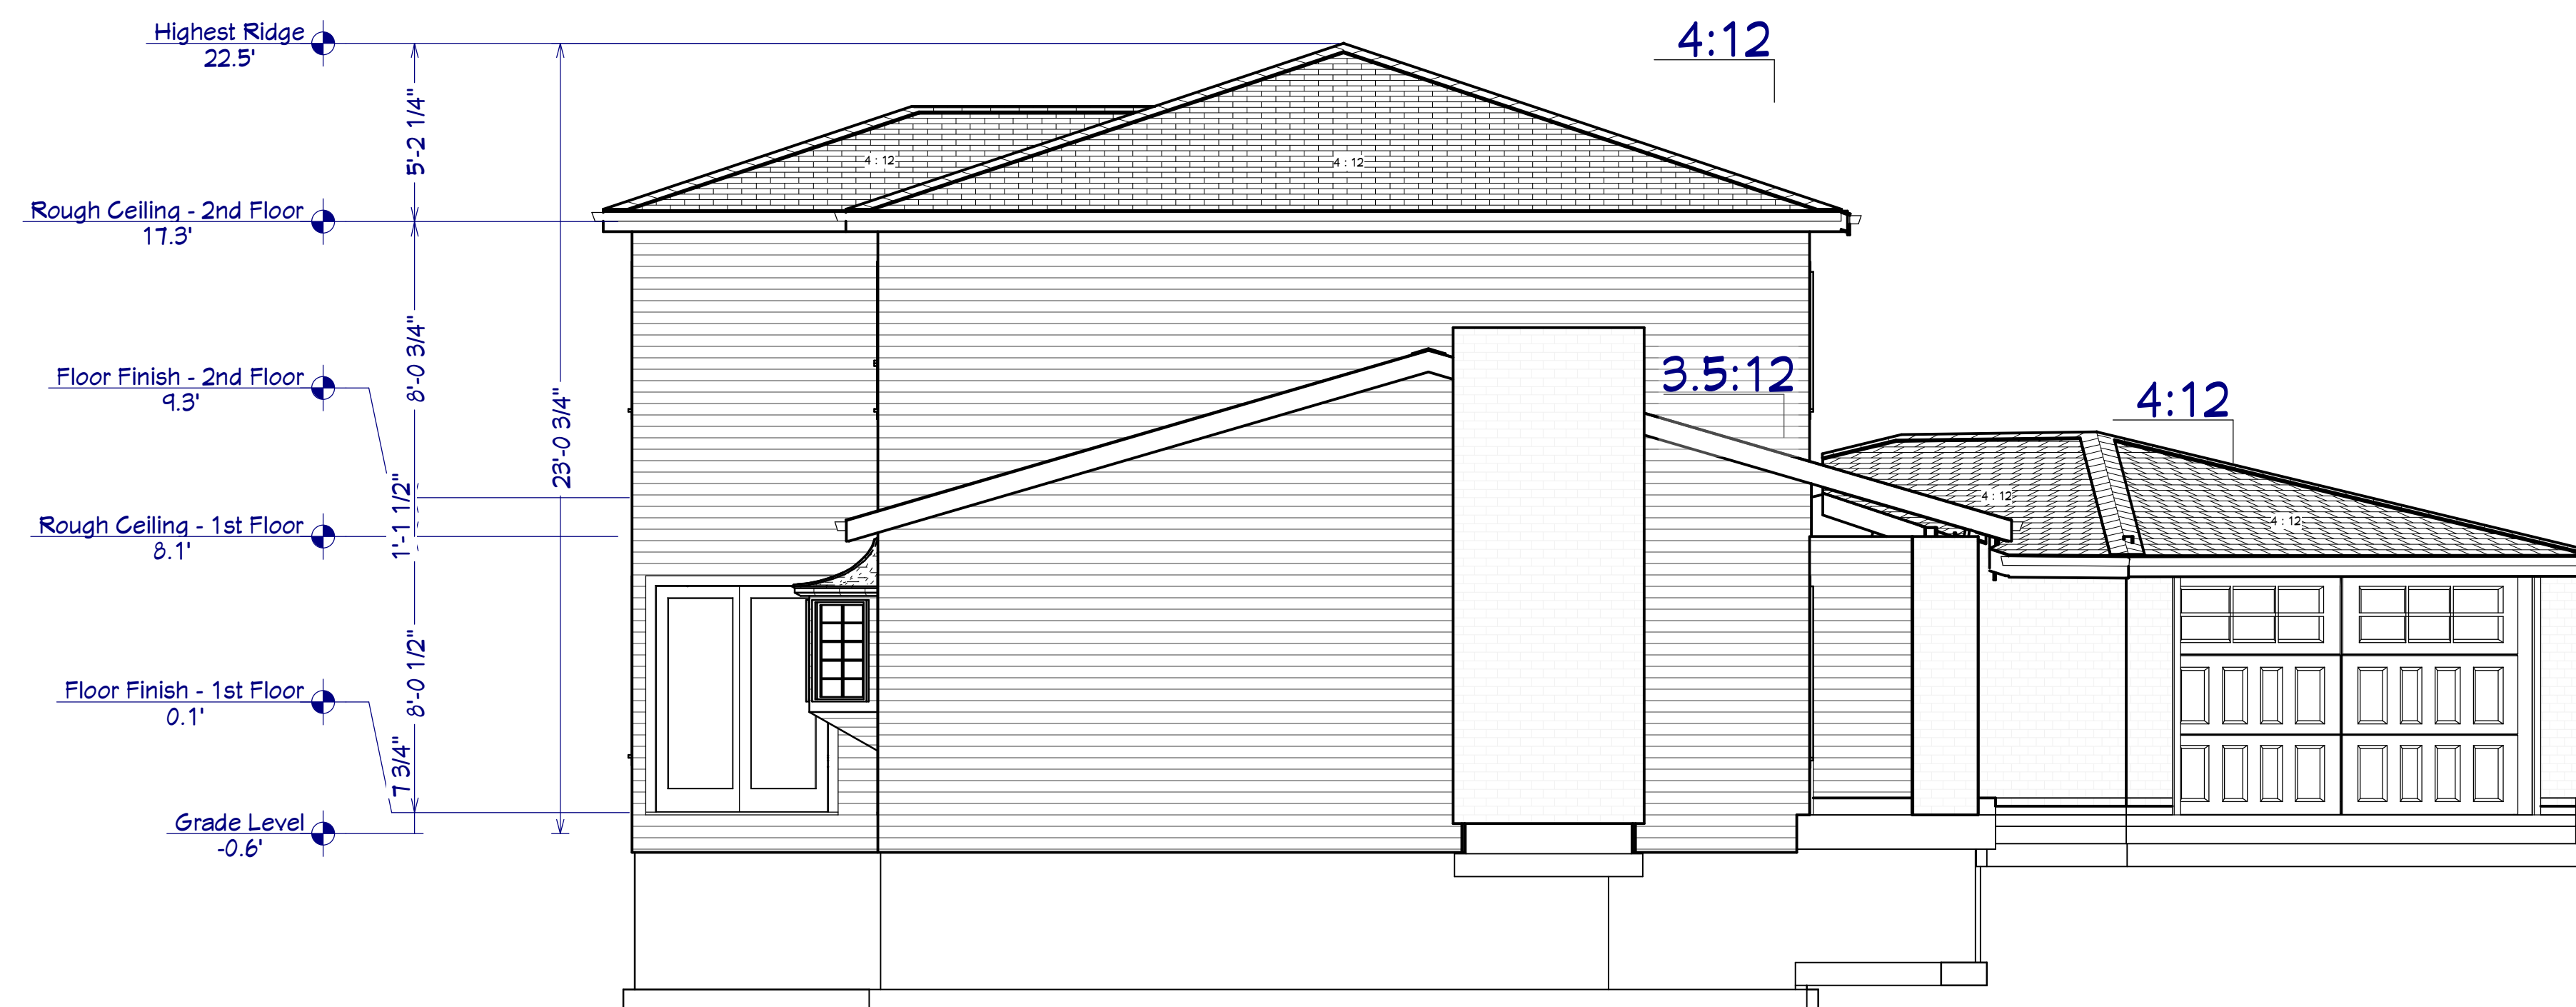 Highest Ridge
22.5'
4:12
5'-2 1/4"
4 : 12
4 : 12
Rough Ceiling - 2nd Floor
17.3'
8'-0 3/4"
3.5:12
Floor Finish - 2nd Floor
9.3'
4:12
23'-0 3/4"
1'-1 1/2"
4 : 12
4 : 12
Rough Ceiling - 1st Floor
8.1'
8'-0 1/2"
Floor Finish - 1st Floor
0.1'
7 3/4"
Grade Level
-0.6'